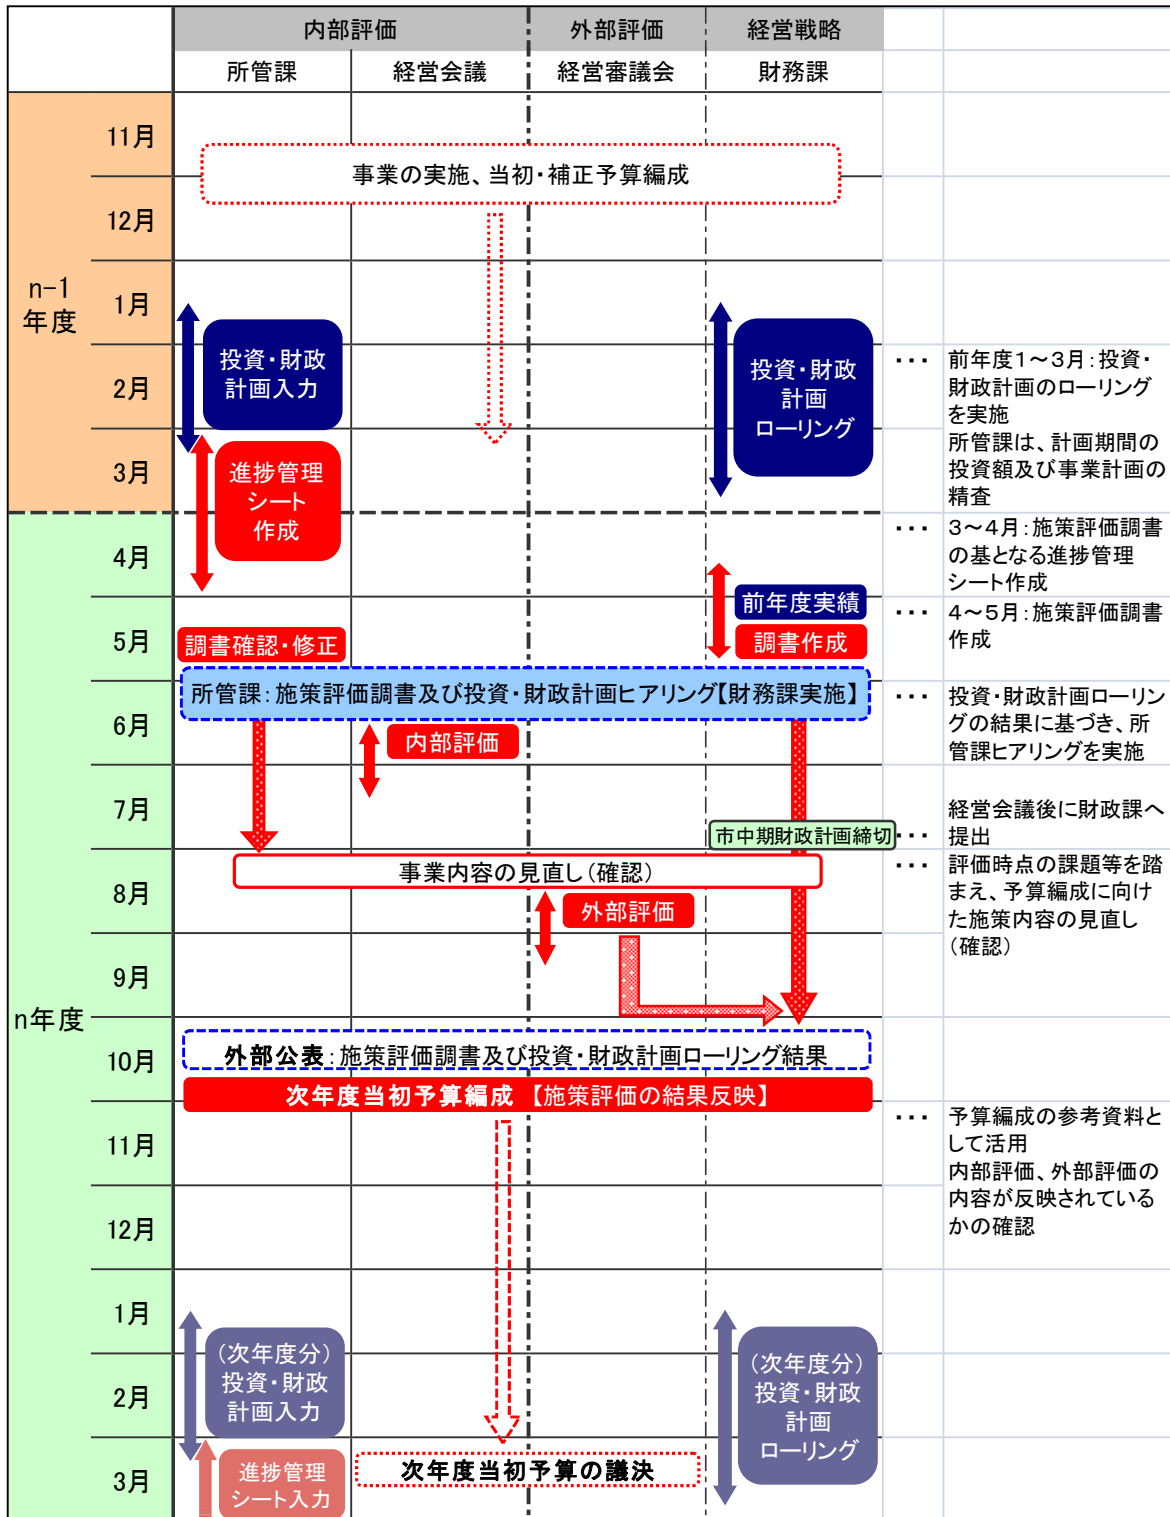 内部評価
外部評価
経営戦略
所管課
経営会議
経営審議会
財務課
n-1
年度
11月
12月
1月
2月
3月
事業の実施、当初・補正予算編成
投資・財政
計画入力
進捗管理
シート
作成
投資・財政
計画
ローリング
・・・ 前年度1~3月:投資・
財政計画のローリング
を実施
所管課は、計画期間の
投資額及び事業計画の
精査
n年度
4月
5月
6月
7月
8月
9月
10月
11月
12月
1月
2月
3月
・・・ 3~4月:施策評価調書
の基となる進捗管理
シート作成
前年度実績
調書作成
調書確認・修正
・・・ 4~5月:施策評価調書
作成
所管課:施策評価調書及び投資・財政計画ヒアリング【財務課実施】
内部評価
・・・ 投資・財政計画ローリン
グの結果に基づき、所
管課ヒアリングを実施
市中期財政計画締切
経営会議後に財政課へ
・・・ 提出
事業内容の見直し(確認)
外部評価
・・・ 評価時点の課題等を踏
まえ、予算編成に向け
た施策内容の見直し
(確認)
外部公表:施策評価調書及び投資・財政計画ローリング結果
次年度当初予算編成 【施策評価の結果反映】
・・・ 予算編成の参考資料と
して活用
内部評価、外部評価の
内容が反映されている
かの確認
(次年度分)
投資・財政
計画入力
進捗管理
シート入力
(次年度分)
投資・財政
計画
ローリング
次年度当初予算の議決